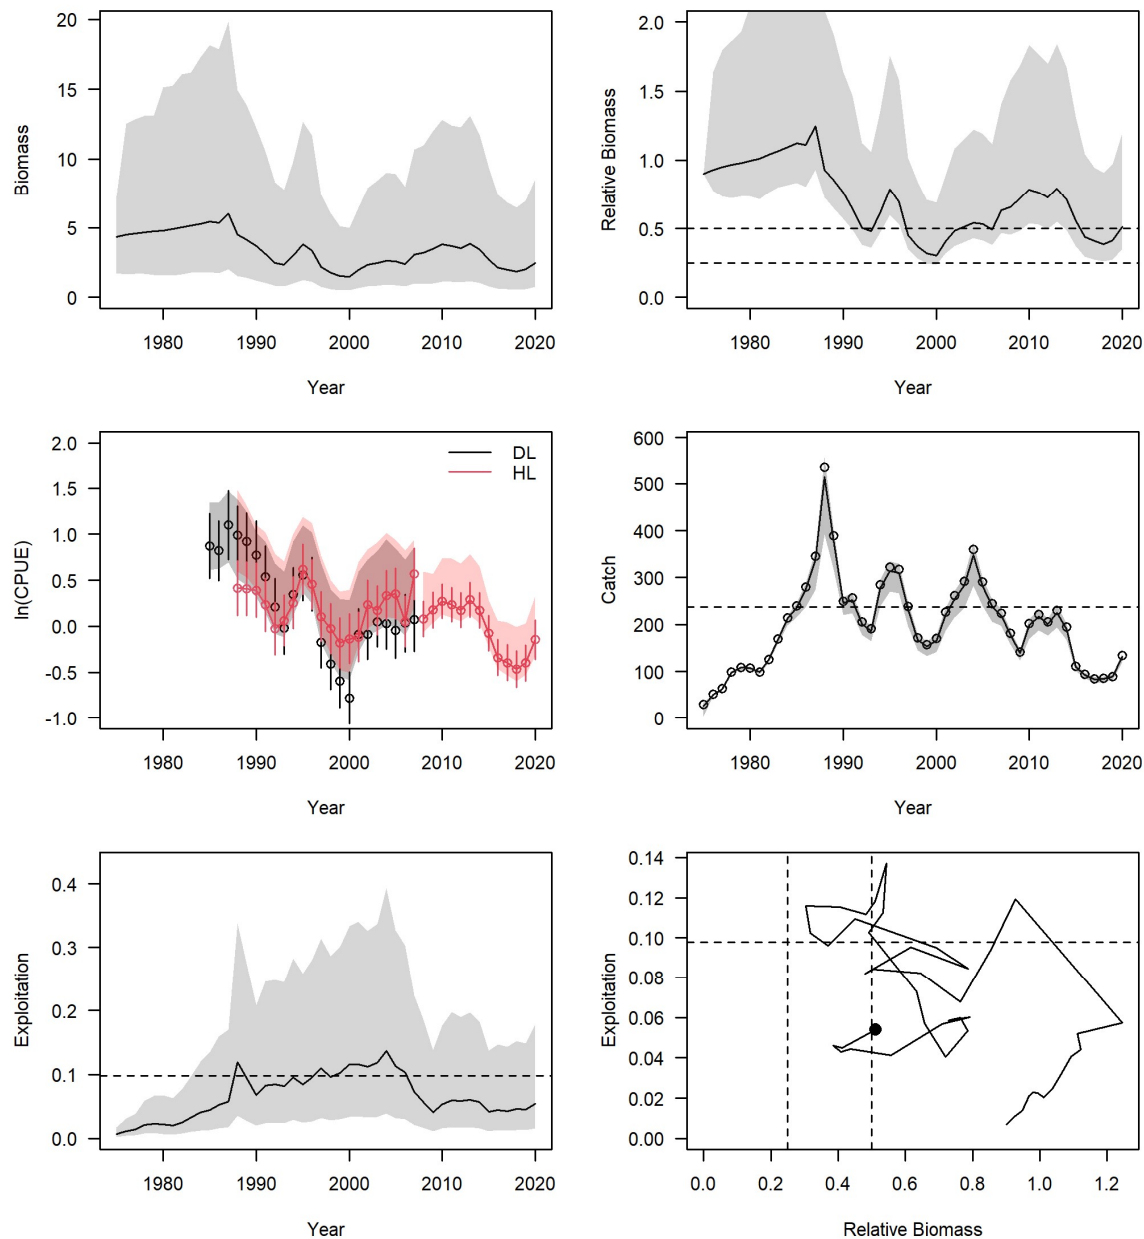 Biomass
20
15
10
5
0
1980 1990 2000 2010 2020
Year
Relative Biomass
2.0
1.5
1.0
0.5
0.0
1980 1990 2000 2010 2020
Year
ln(CPUE)
2.0
1.5
1.0
0.5
0.0
-0.5
-1.0
DL
HL
1980 1990 2000 2010 2020
Year
Catch
600
500
400
300
200
100
0
1980 1990 2000 2010 2020
Year
Exploitation
0.4
0.3
0.2
0.1
0.0
1980 1990 2000 2010 2020
Year
Exploitation
0.14
0.12
0.10
0.08
0.06
0.04
0.02
0.00
0.0 0.2 0.4 0.6 0.8 1.0 1.2
Relative Biomass